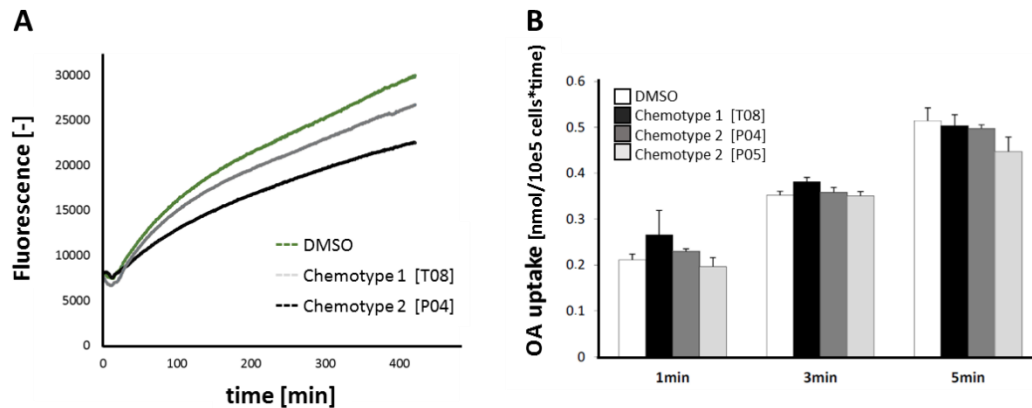 A
Fluorescence [-]
30000
25000
20000
15000
10000
5000
0
0
100
200
300
400
time [min]
DMSO
Chemotype 1 [T08]
Chemotype 2 [P04]
B
OA uptake [nmol/10e5 cells*time)
0.6
0.5
0.4
0.3
0.2
0.1
0
DMSO
Chemotype 1 [T08]
Chemotype 2 [P04]
Chemotype 2 [P05]
1min
3min
5min